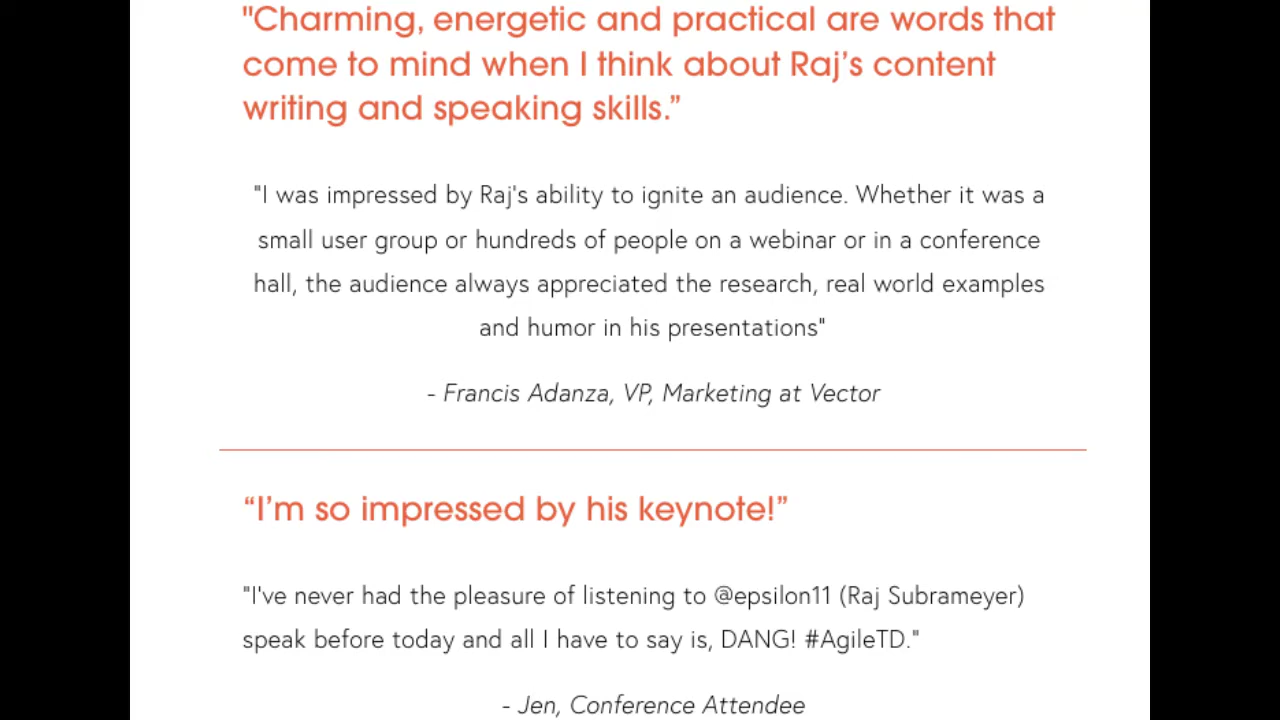 "Charming, energetic and practical are words that
come to mind when I think about Raj’s content
writing and speaking skills.”
"I was impressed by Raj's ability to ignite an audience. Whether it was a
small user group or hundreds of people on a webinar or in a conference
hall, the audience always appreciated the research, real world examples
and humor in his presentations"
- Francis Adanza, VP, Marketing at Vector
“I’m so impressed by his keynote!”
"I've never had the pleasure of listening to @epsilon11 (Raj Subrameyer)
speak before today and all I have to say is, DANG! #AgileTD."
- Jen, Conference Attendee